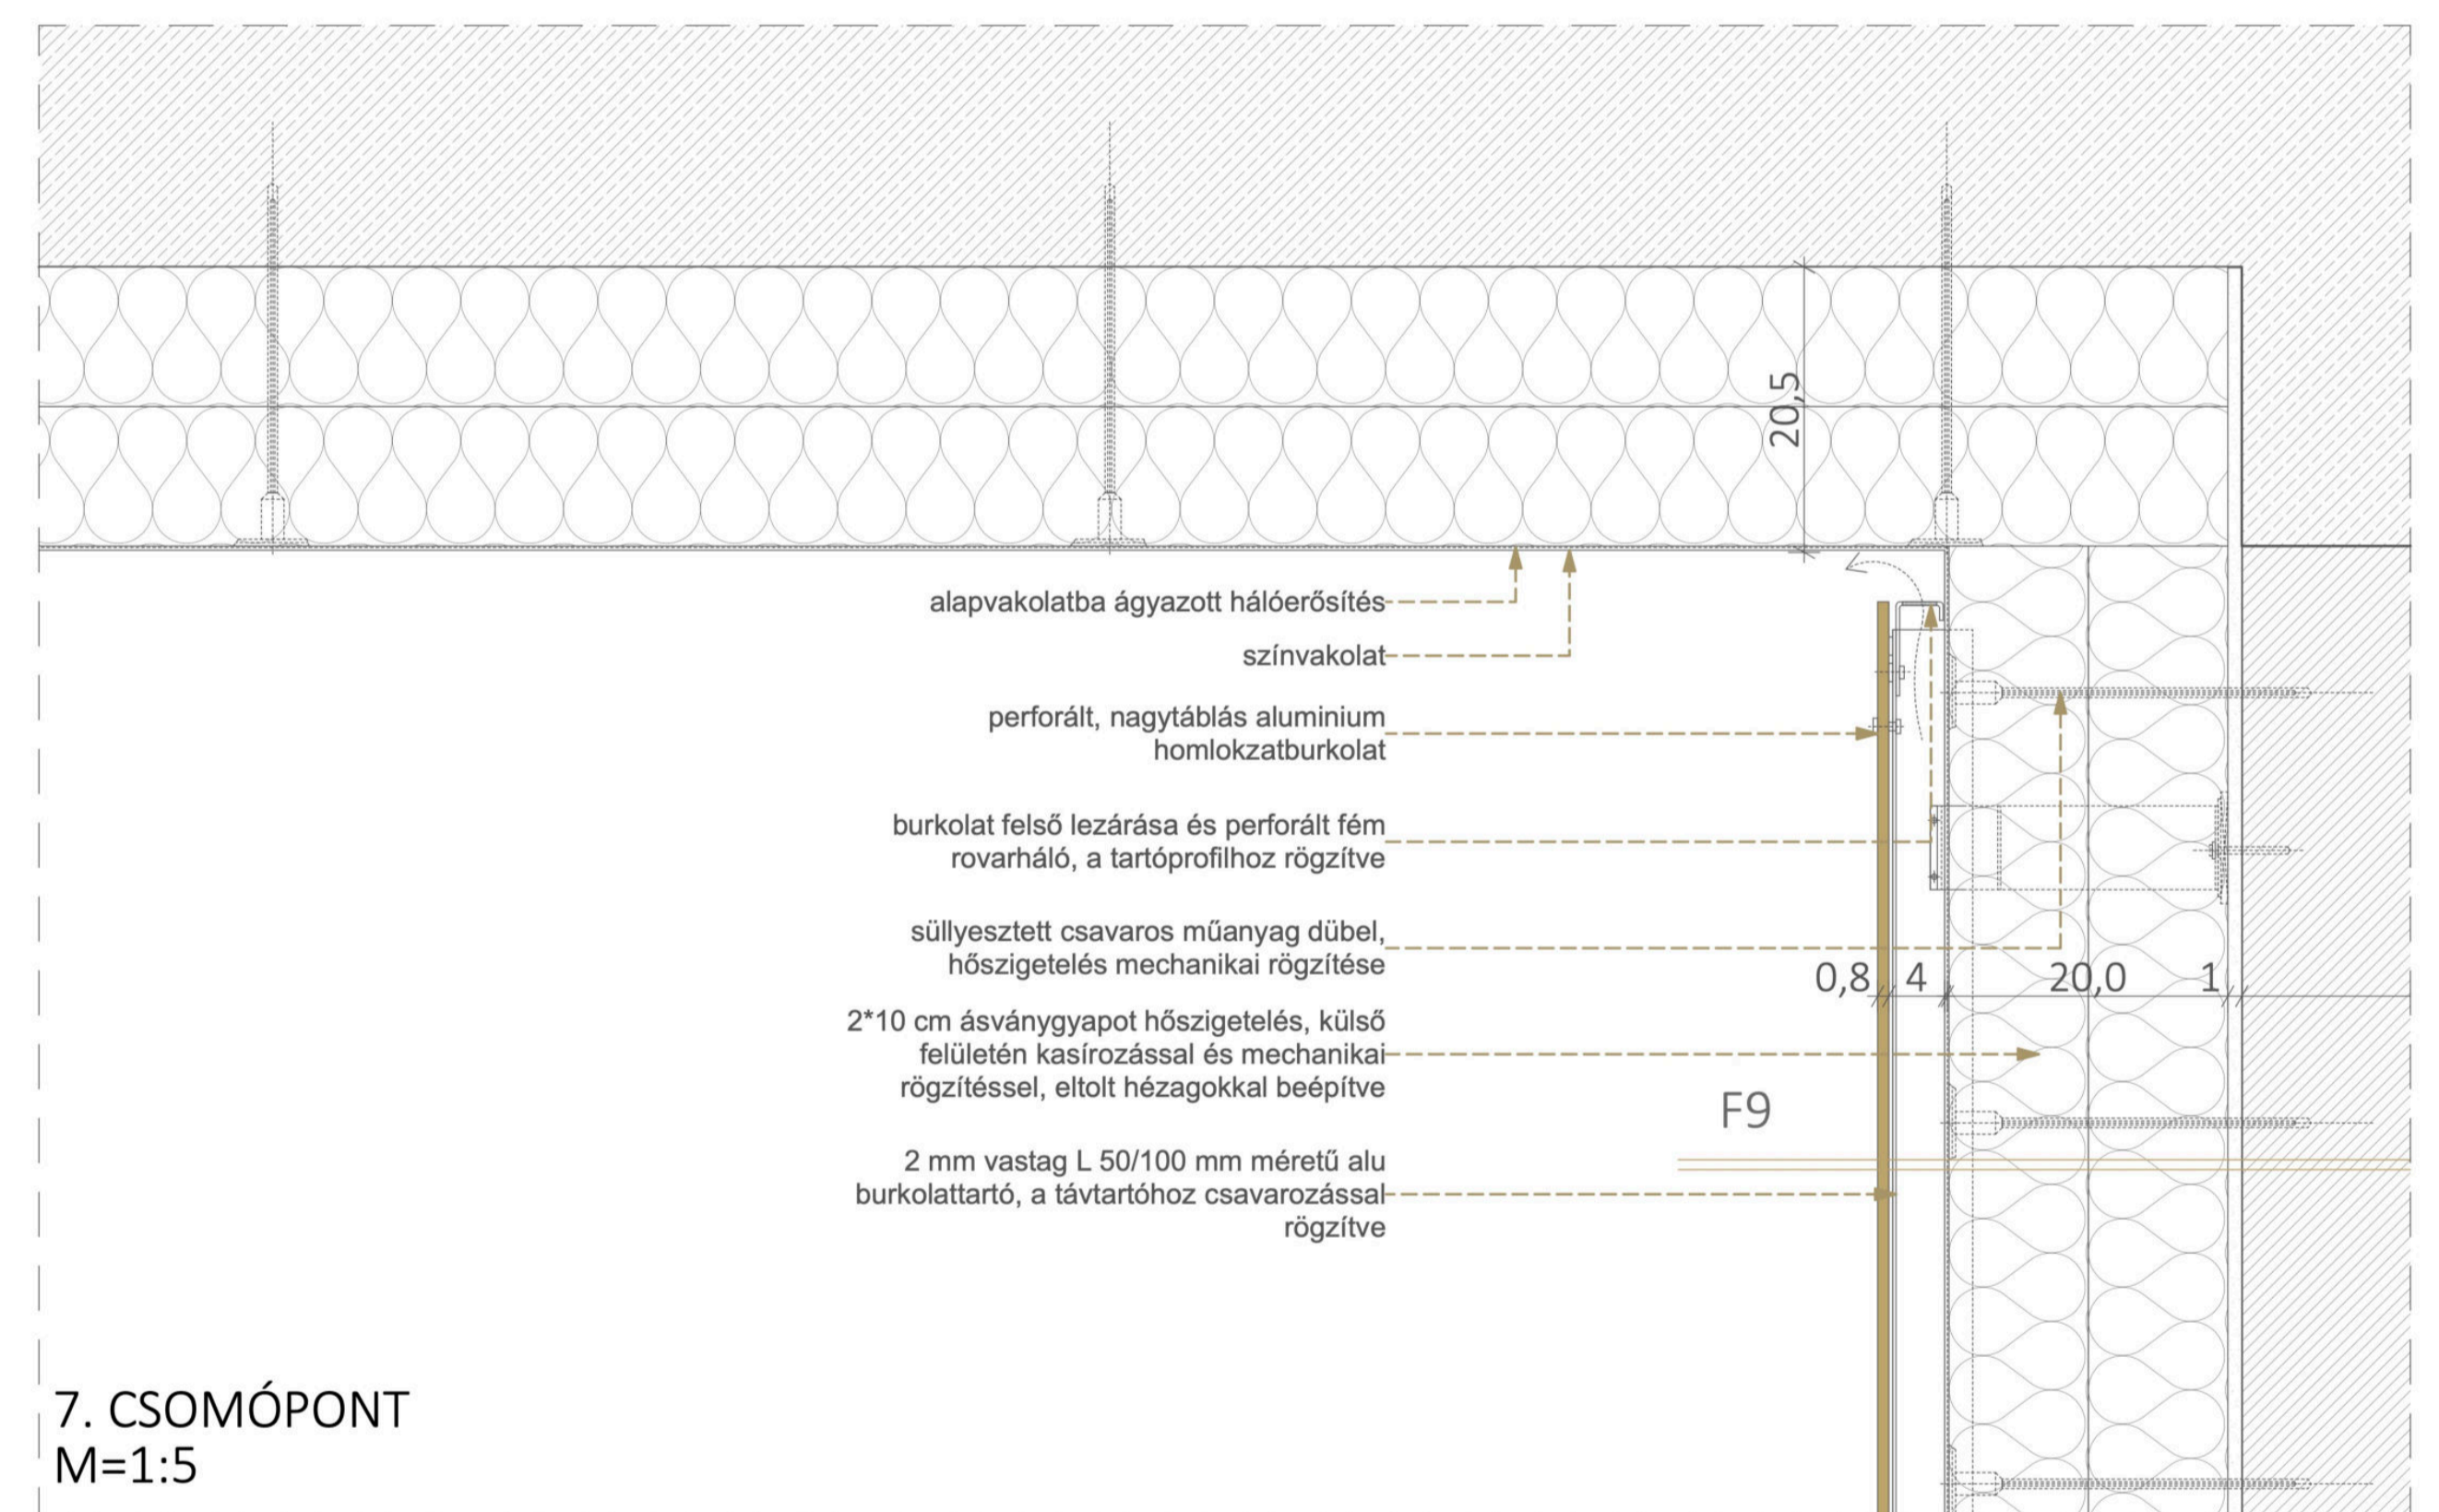 20,5
alapvakolatba ágyazott hálóerősítés
színvakolat
perforált, nagytáblás aluminium
homlokzatburkolat
burkolat felső lezárása és perforált fém
rovarháló, a tartóprofilhoz rögzítve
süllyesztett csavaros műanyag dübel,
hőszigetelés mechanikai rögzítése
0,8 4 20,0 1
2*10 cm ásványgyapot hőszigetelés, külső
felületén kasírozással és mechanikai
rögzítéssel, eltolt hézagokkal beépítve
F9
2 mm vastag L 50/100 mm méretű alu
burkolattartó, a távtartóhoz csavarozással
rögzítve
7. CSOMÓPONT
M=1:5